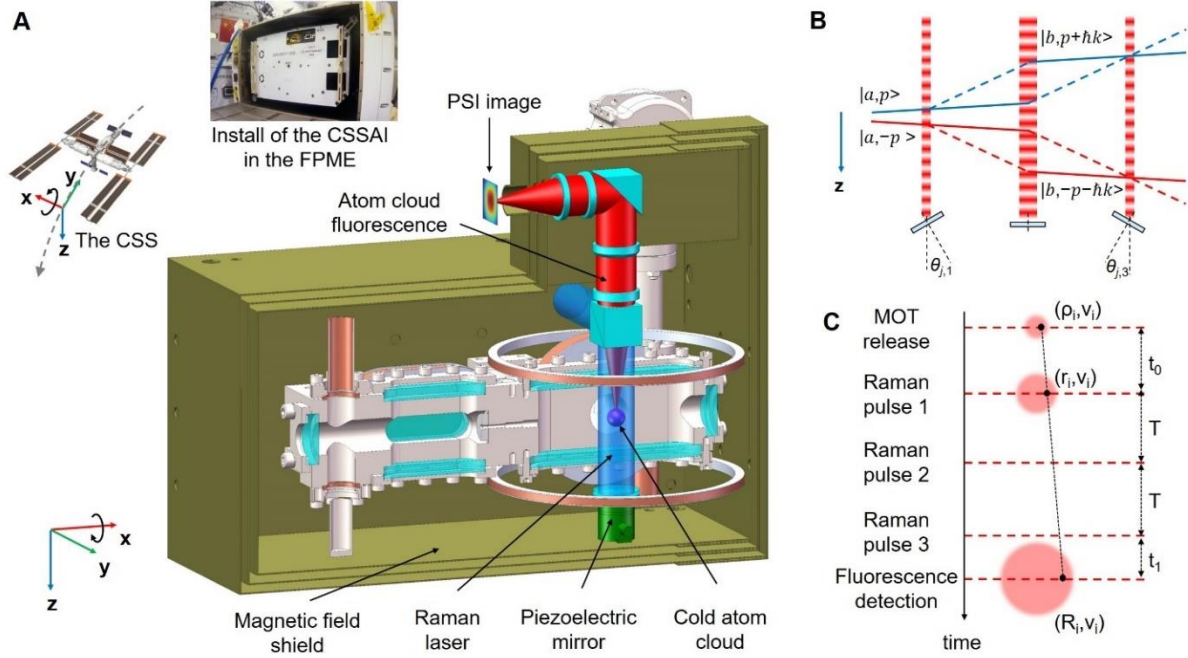 A
Install of the CSSAI
in the FPME
x
y
z
The CSS
PSI image
Atom cloud
fluorescence
x
y
z
Magnetic field
shield
Raman
laser
Piezoelectric
mirror
Cold atom
cloud
B
|a,p>
|a,-p >
|b,p+ħk>
|b,-p-ħk>
z
θj,1
θj,3
C
MOT
release
Raman
pulse 1
Raman
pulse 2
Raman
pulse 3
Fluorescence
detection
time
(ρi,vi)
(ri,vi)
(Ri,vi)
t0
T
T
t1